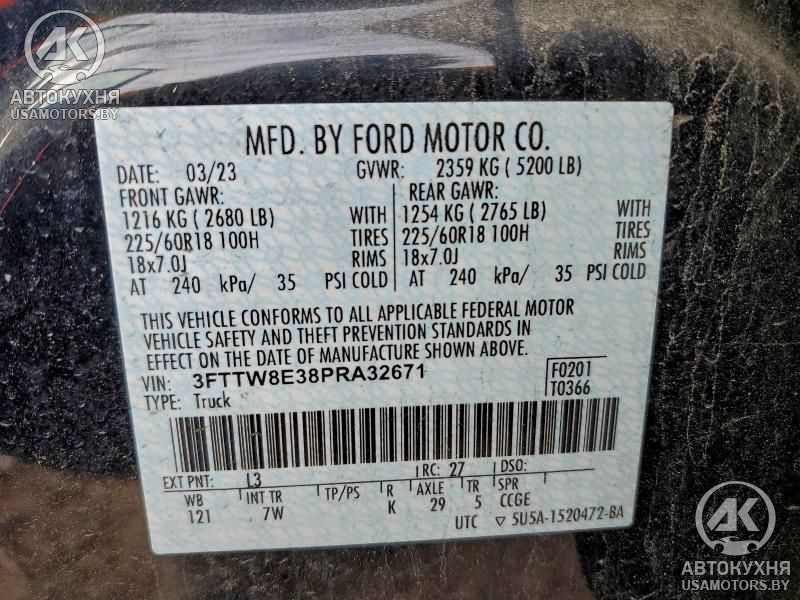 AK
АВТОКУХНЯ
USAMOTORS.BY
MFD. BY FORD MOTOR CO.
DATE: 03/23 GVWR: 2359 KG ( 5200 LB)
FRONT GAWR: REAR GAWR:
1216 KG ( 2680 LB) WITH 1254 KG ( 2765 LB) WITH
225/60R18 100H TIRES 225/60R18 100H TIRES
18x7.0J RIMS 18x7.0J RIMS
AT 240 kPa/ 35 PSI COLD AT 240 kPa/ 35 PSI COLD
THIS VEHICLE CONFORMS TO ALL APPLICABLE FEDERAL MOTOR
VEHICLE SAFETY AND THEFT PREVENTION STANDARDS IN
EFFECT ON THE DATE OF MANUFACTURE SHOWN ABOVE.
VIN: 3FTTW8E38PRA32671 F0201
TYPE: Truck T0366
EXT PNT: L3 RC: 27 DSO:
WB INT TR TP/PS R AXLE TR SPR
121 7W K 29 5 CCGE
UTC ▽ 5U5A-1520472-BA
AK
АВТОКУХНЯ
USAMOTORS.BY